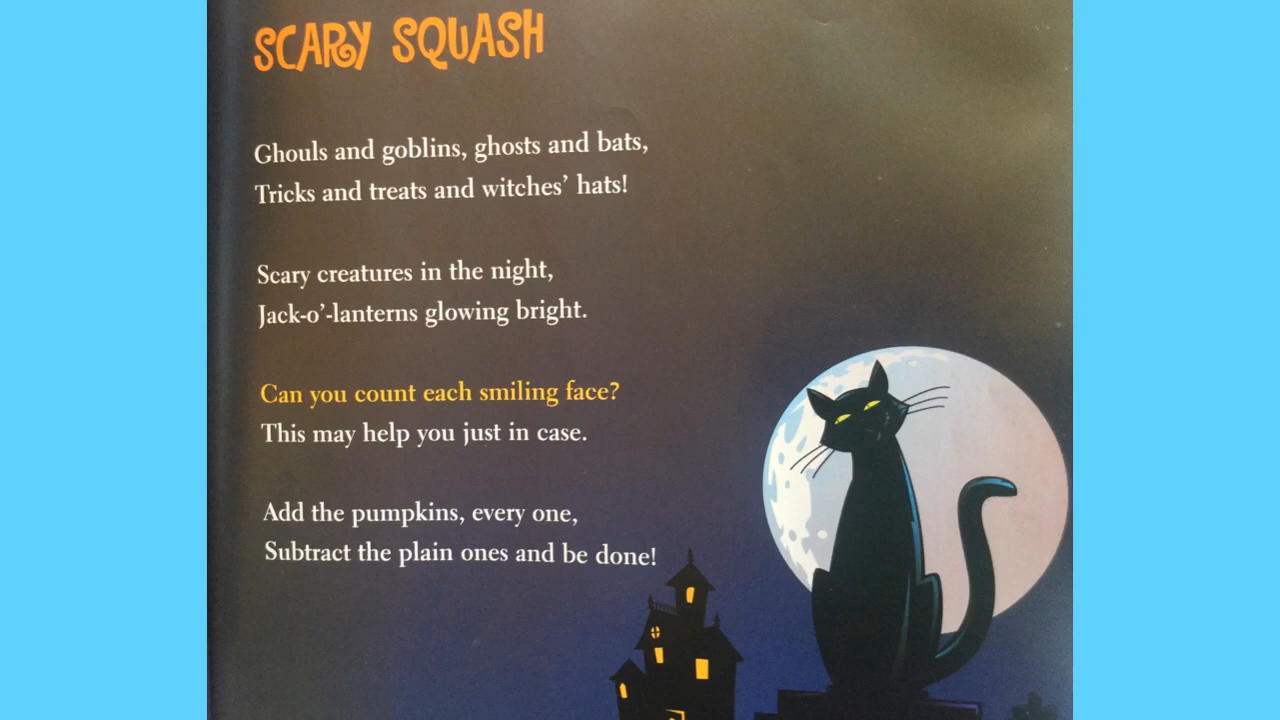 SCARY SQUASH
Ghouls and goblins, ghosts and bats,
Tricks and treats and witches’ hats!
Scary creatures in the night,
Jack-o’-lanterns glowing bright.
Can you count each smiling face?
This may help you just in case.
Add the pumpkins, every one,
Subtract the plain ones and be done!